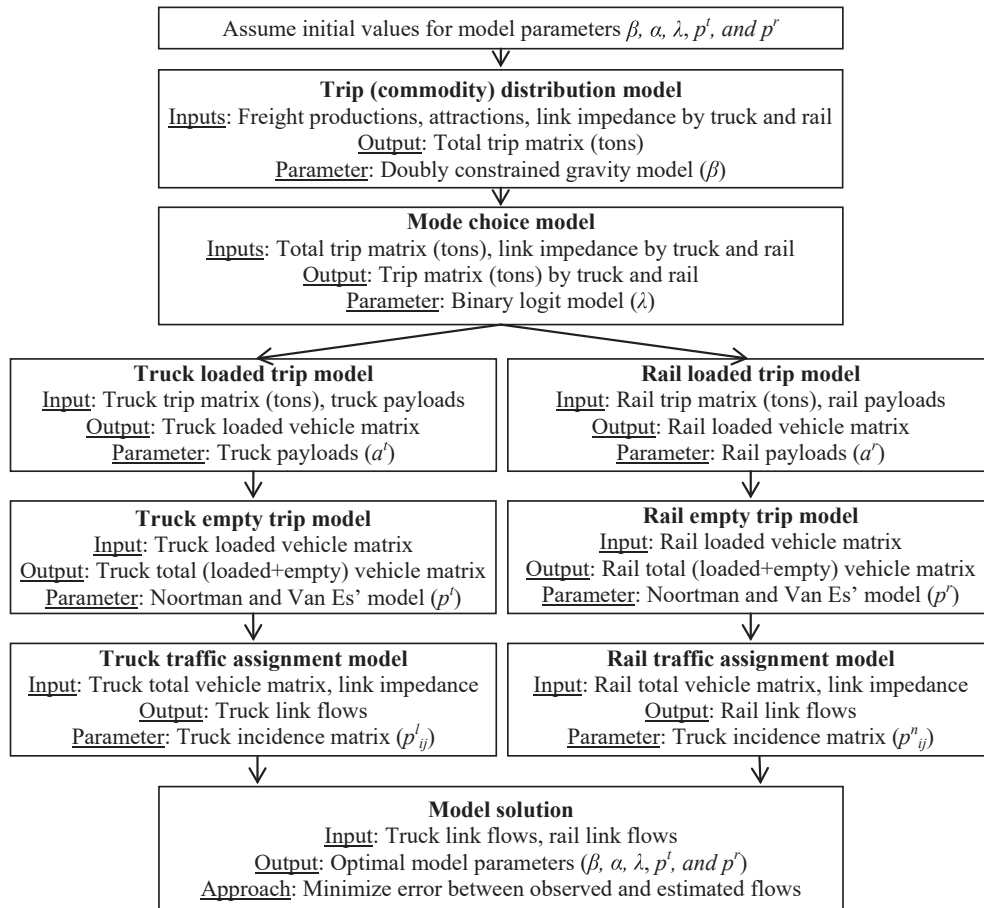 Assume initial values for model parameters β, α, λ, pᵗ, and pʳ
Trip (commodity) distribution model
Inputs: Freight productions, attractions, link impedance by truck and rail
Output: Total trip matrix (tons)
Parameter: Doubly constrained gravity model (β)
Mode choice model
Inputs: Total trip matrix (tons), link impedance by truck and rail
Output: Trip matrix (tons) by truck and rail
Parameter: Binary logit model (λ)
Truck loaded trip model
Input: Truck trip matrix (tons), truck payloads
Output: Truck loaded vehicle matrix
Parameter: Truck payloads (aᵗ)
Rail loaded trip model
Input: Rail trip matrix (tons), rail payloads
Output: Rail loaded vehicle matrix
Parameter: Rail payloads (aʳ)
Truck empty trip model
Input: Truck loaded vehicle matrix
Output: Truck total (loaded+empty) vehicle matrix
Parameter: Noortman and Van Es’ model (pᵗ)
Rail empty trip model
Input: Rail loaded vehicle matrix
Output: Rail total (loaded+empty) vehicle matrix
Parameter: Noortman and Van Es’ model (pʳ)
Truck traffic assignment model
Input: Truck total vehicle matrix, link impedance
Output: Truck link flows
Parameter: Truck incidence matrix (pˡᵢⱼ)
Rail traffic assignment model
Input: Rail total vehicle matrix, link impedance
Output: Rail link flows
Parameter: Truck incidence matrix (pⁿᵢⱼ)
Model solution
Input: Truck link flows, rail link flows
Output: Optimal model parameters (β, α, λ, pᵗ, and pʳ)
Approach: Minimize error between observed and estimated flows